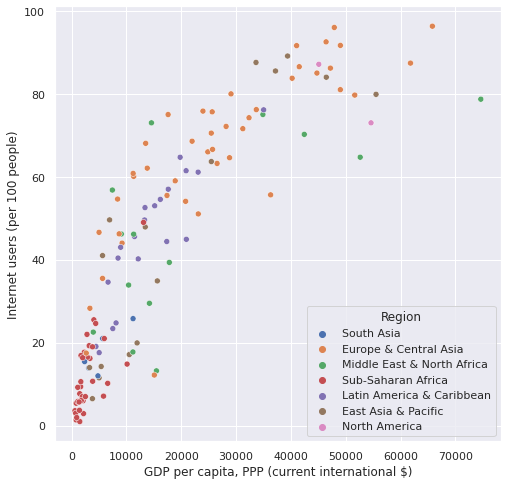 100
80
60
40
20
0
Internet users (per 100 people)
0 10000 20000 30000 40000 50000 60000 70000
GDP per capita, PPP (current international $)
Region
South Asia
Europe & Central Asia
Middle East & North Africa
Sub-Saharan Africa
Latin America & Caribbean
East Asia & Pacific
North America